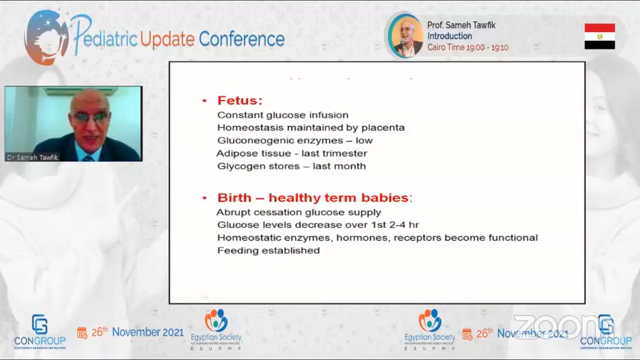 Pediatric Update Conference
Prof. Sameh Tawfik
Introduction
Cairo Time 19:00 - 19:10
Dr Sameh Tawfik
• Fetus:
Constant glucose infusion
Homeostasis maintained by placenta
Gluconeogenic enzymes – low
Adipose tissue - last trimester
Glycogen stores – last month
• Birth – healthy term babies:
Abrupt cessation glucose supply
Glucose levels decrease over 1st 2-4 hr
Homeostatic enzymes, hormones, receptors become functional
Feeding established
CONGROUP
26th November 2021
Egyptian Society
Egyptian Society
26th November 2021
zoom
CONGROUP